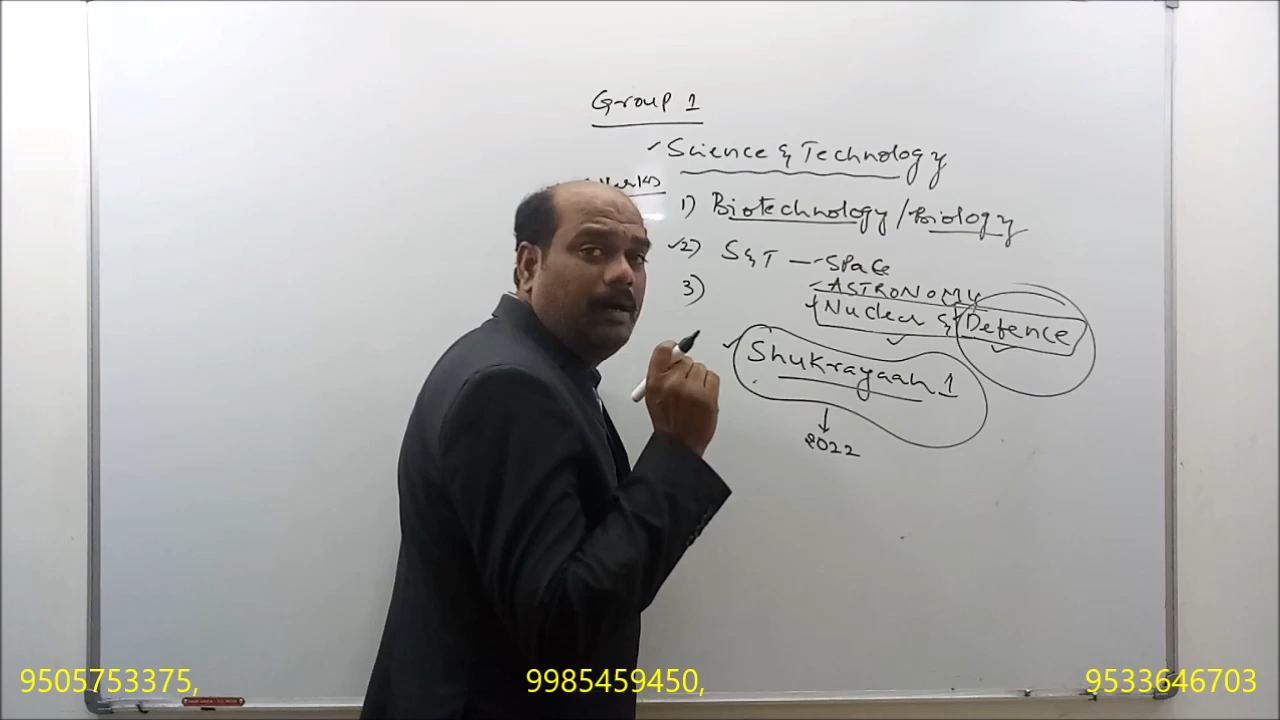 Group 1
✓ Science & Technology
1) Biotechnology / Biology
✓2) S&T — ✓ Space
✓ ASTRONOMY
3)
✓ Nuclear & Defence
✓ Shukrayaan 1
↓
2022
9505753375, 9985459450, 9533646703